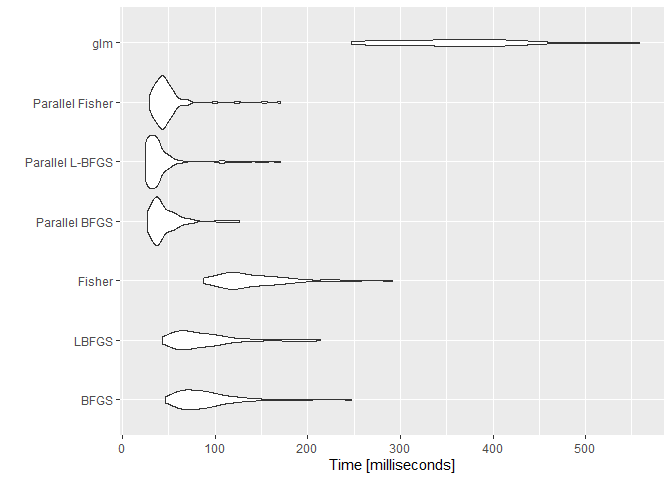 glm
Parallel Fisher
Parallel L-BFGS
Parallel BFGS
Fisher
LBFGS
BFGS
0 100 200 300 400 500
Time [milliseconds]